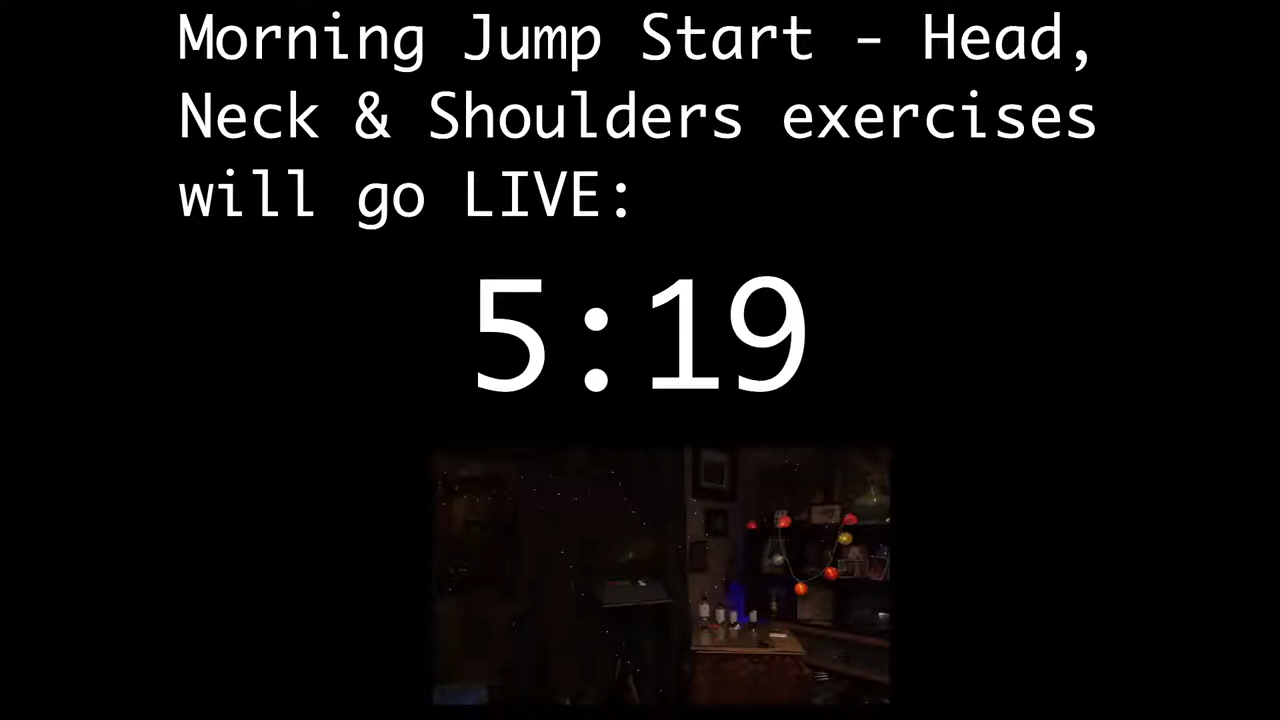 Morning Jump Start - Head,
Neck & Shoulders exercises
will go LIVE:
5:19